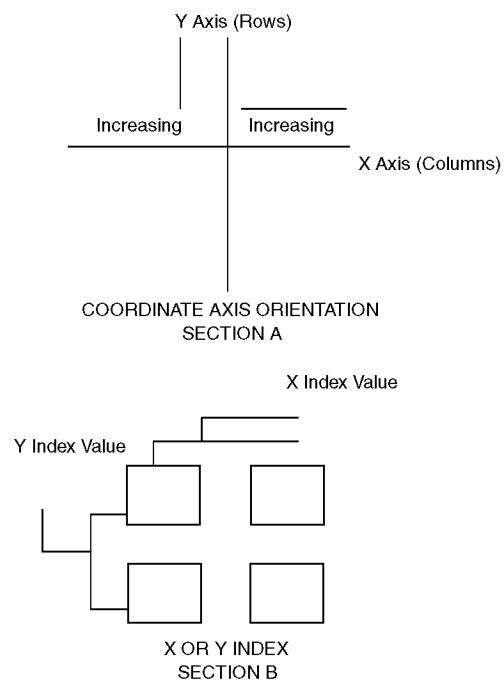 Y Axis (Rows)
Increasing
Increasing
X Axis (Columns)
COORDINATE AXIS ORIENTATION
SECTION A
X Index Value
Y Index Value
X OR Y INDEX
SECTION B